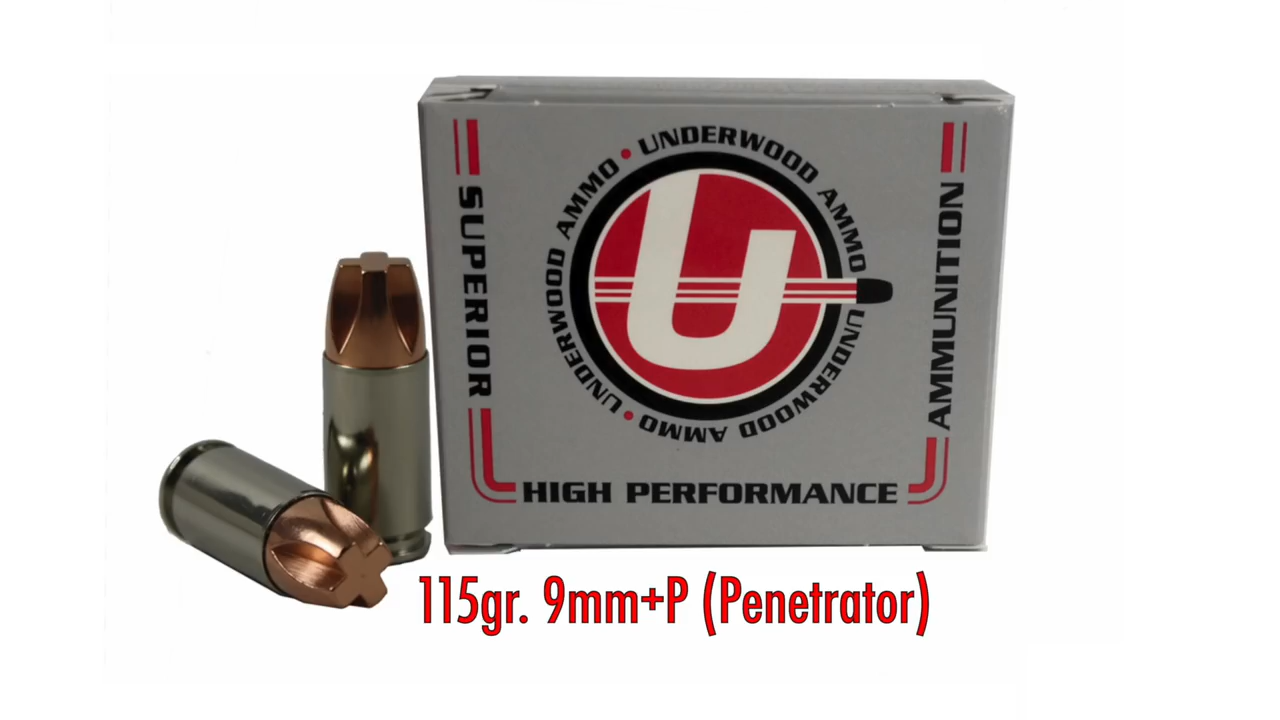 UNDERWOOD AMMO • UNDERWOOD AMMO UNDERWOOD AMMO • UNDERWOOD AMMO
U
SUPERIOR
AMMUNITION
HIGH PERFORMANCE
115gr. 9mm+P (Penetrator)